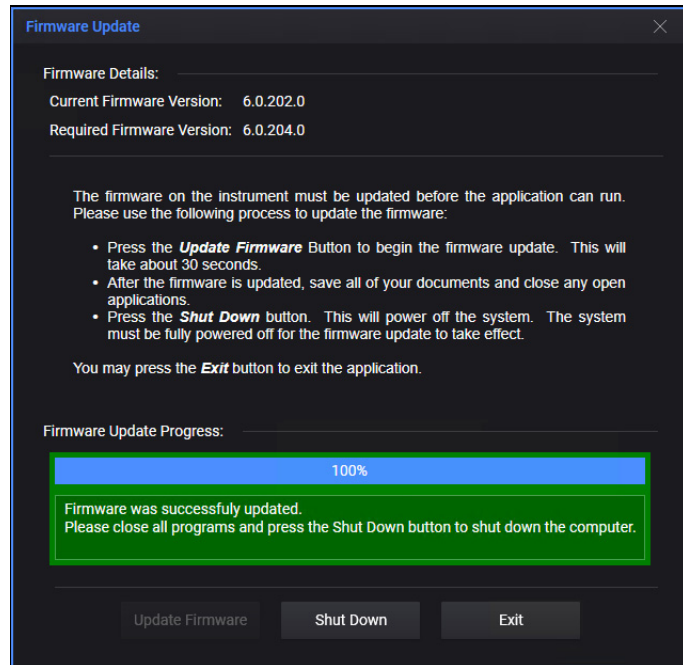 Firmware Update
Firmware Details:
Current Firmware Version: 6.0.202.0
Required Firmware Version: 6.0.204.0
The firmware on the instrument must be updated before the application can run.
Please use the following process to update the firmware:
• Press the Update Firmware Button to begin the firmware update. This will
take about 30 seconds.
• After the firmware is updated, save all of your documents and close any open
applications.
• Press the Shut Down button. This will power off the system. The system
must be fully powered off for the firmware update to take effect.
You may press the Exit button to exit the application.
Firmware Update Progress:
100%
Firmware was successfuly updated.
Please close all programs and press the Shut Down button to shut down the computer.
Update Firmware Shut Down Exit